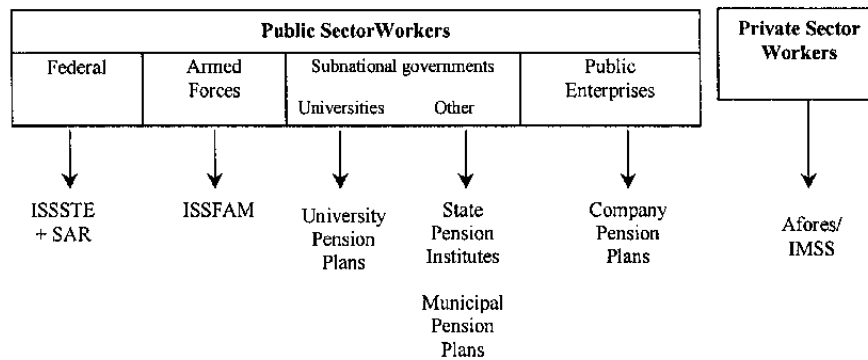 Public SectorWorkers
Federal
Armed
Forces
Subnational governments
Universities Other
Public
Enterprises
Private Sector
Workers
ISSSTE
+ SAR
ISSFAM
University
Pension
Plans
State
Pension
Institutes
Municipal
Pension
Plans
Company
Pension
Plans
Afores/
IMSS